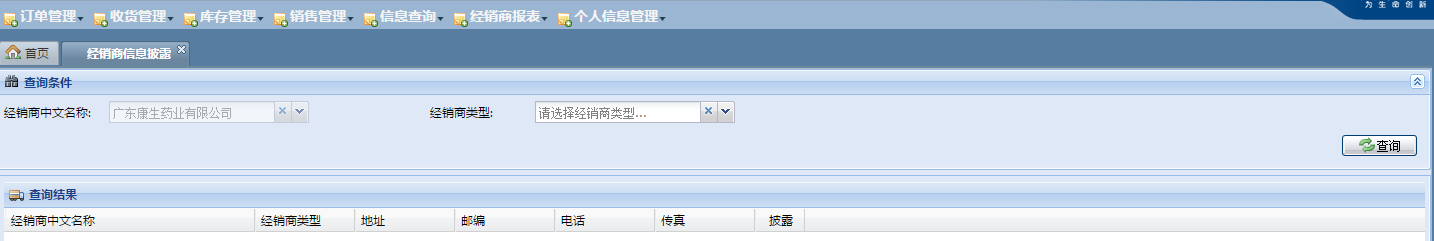 为生命创新
订单管理 收货管理 库存管理 销售管理 信息查询 经销商报表 个人信息管理
首页 经销商信息披露
查询条件
经销商中文名称: 广东康生药业有限公司 经销商类型: 请选择经销商类型...
查询
查询结果
经销商中文名称 经销商类型 地址 邮编 电话 传真 披露